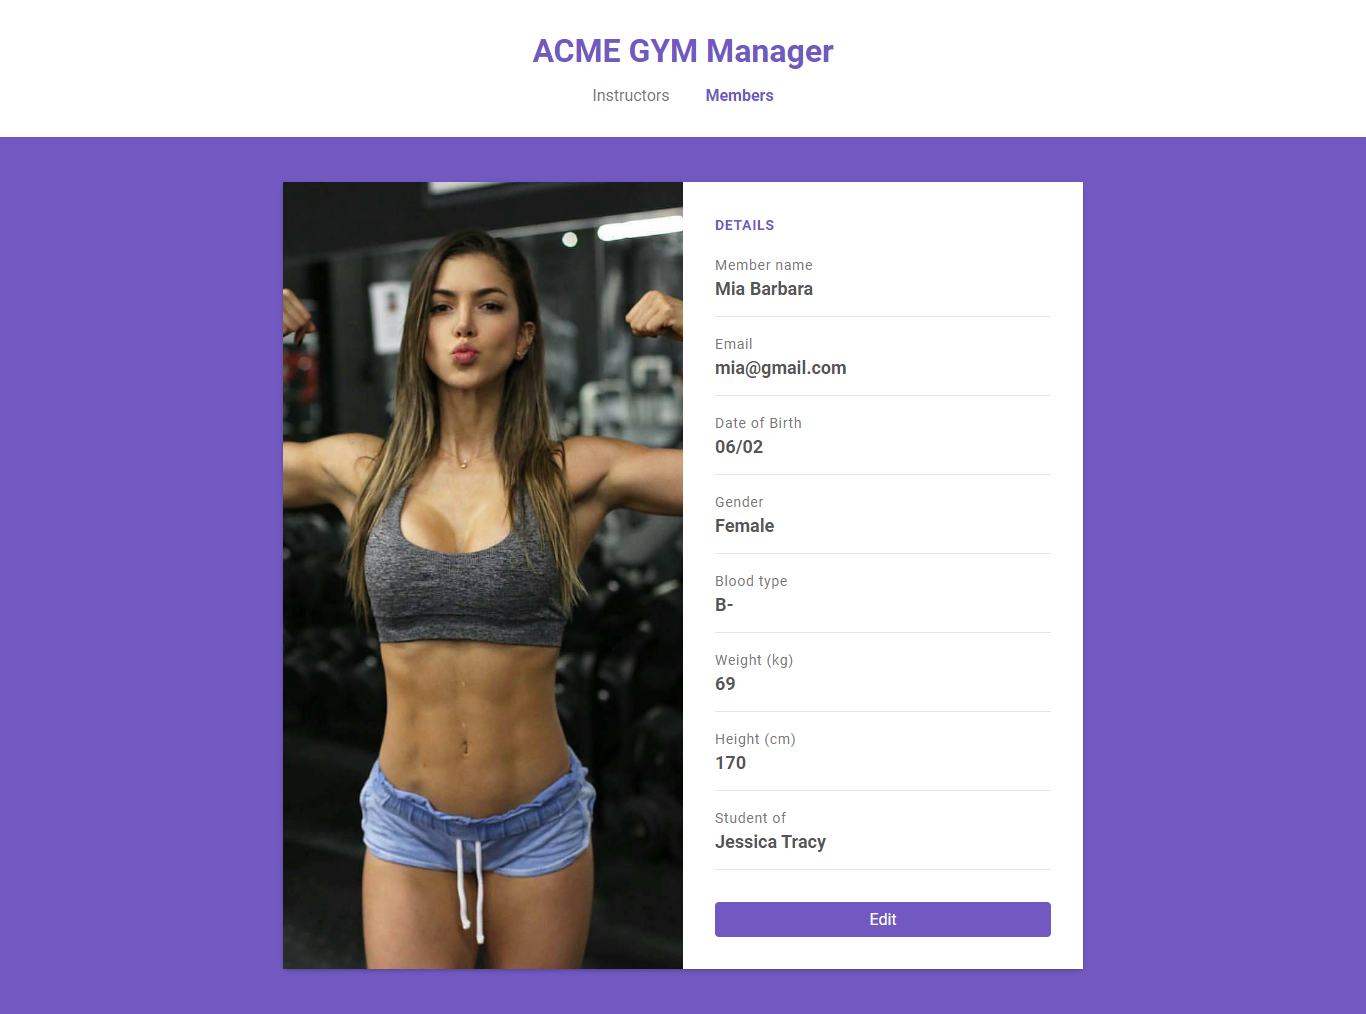 ACME GYM Manager
Instructors Members
DETAILS
Member name
Mia Barbara
Email
mia@gmail.com
Date of Birth
06/02
Gender
Female
Blood type
B-
Weight (kg)
69
Height (cm)
170
Student of
Jessica Tracy
Edit